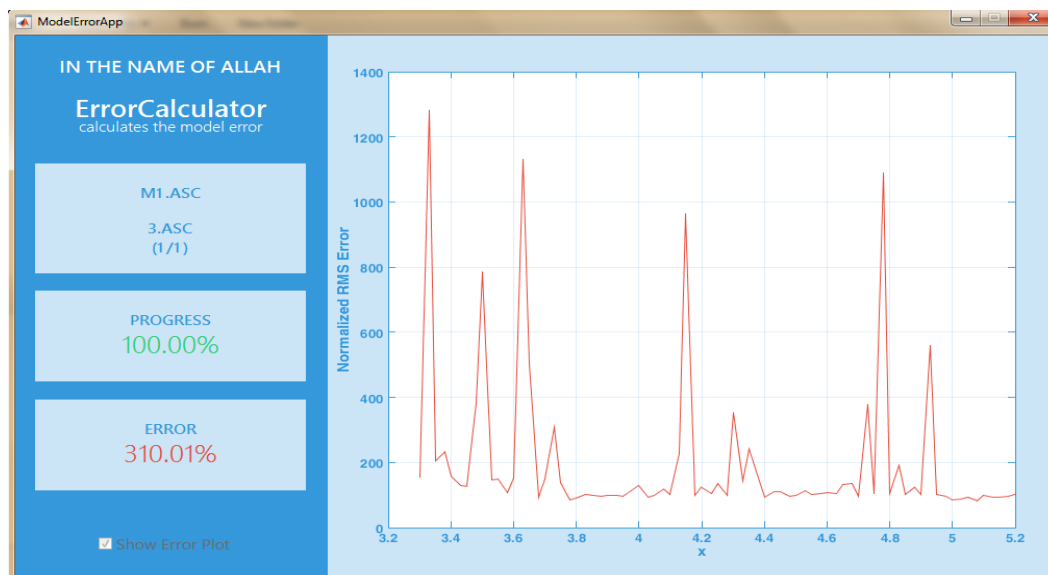 ModelErrorApp
IN THE NAME OF ALLAH
ErrorCalculator
calculates the model error
M1.ASC
3.ASC
(1/1)
PROGRESS
100.00%
ERROR
310.01%
Show Error Plot
Normalized RMS Error
1400
1200
1000
800
600
400
200
0
3.2 3.4 3.6 3.8 4 4.2 4.4 4.6 4.8 5 5.2
x